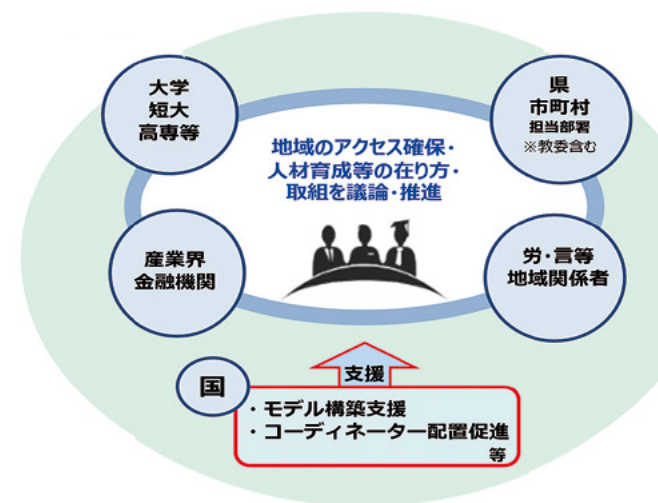 大学
短大
高専等
県
市町村
担当部署
※教委含む
地域のアクセス確保・
人材育成等の在り方・
取組を議論・推進
産業界
金融機関
労・言等
地域関係者
支援
国
・モデル構築支援
・コーディネーター配置促進
等